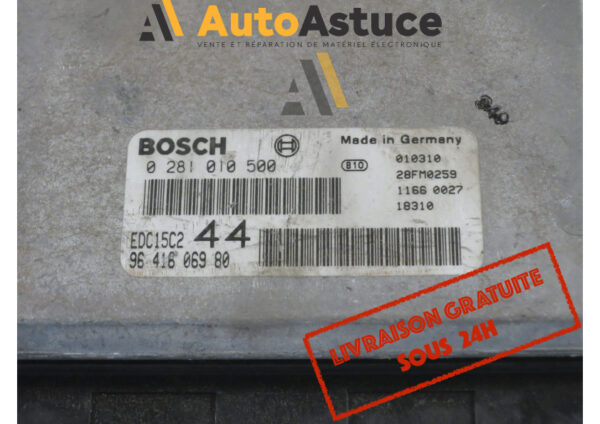 AutoAstuce
VENTE ET RÉPARATION DE MATÉRIEL ÉLECTRONIQUE
BOSCH
Made in Germany
0 281 010 500
810
010310
28FM0259
1166 0027
18310
EDC15C2 44
96 416 069 80
LIVRAISON GRATUITE
SOUS 24H